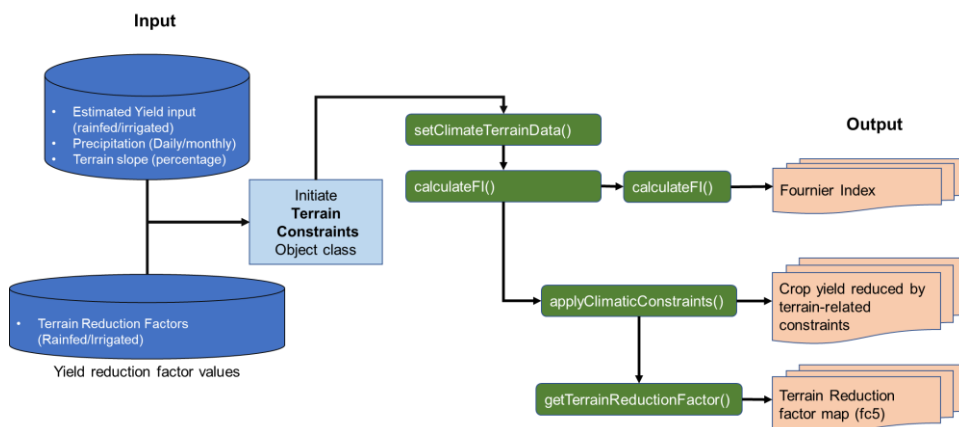 Input
• Estimated Yield input
(rainfed/irrigated)
• Precipitation (Daily/monthly)
• Terrain slope (percentage)
Initiate
Terrain
Constraints
Object class
• Terrain Reduction Factors
(Rainfed/Irrigated)
Yield reduction factor values
setClimateTerrainData()
calculateFI()
calculateFI()
applyClimaticConstraints()
getTerrainReductionFactor()
Output
Fournier Index
Crop yield reduced by
terrain-related
constraints
Terrain Reduction
factor map (fc5)